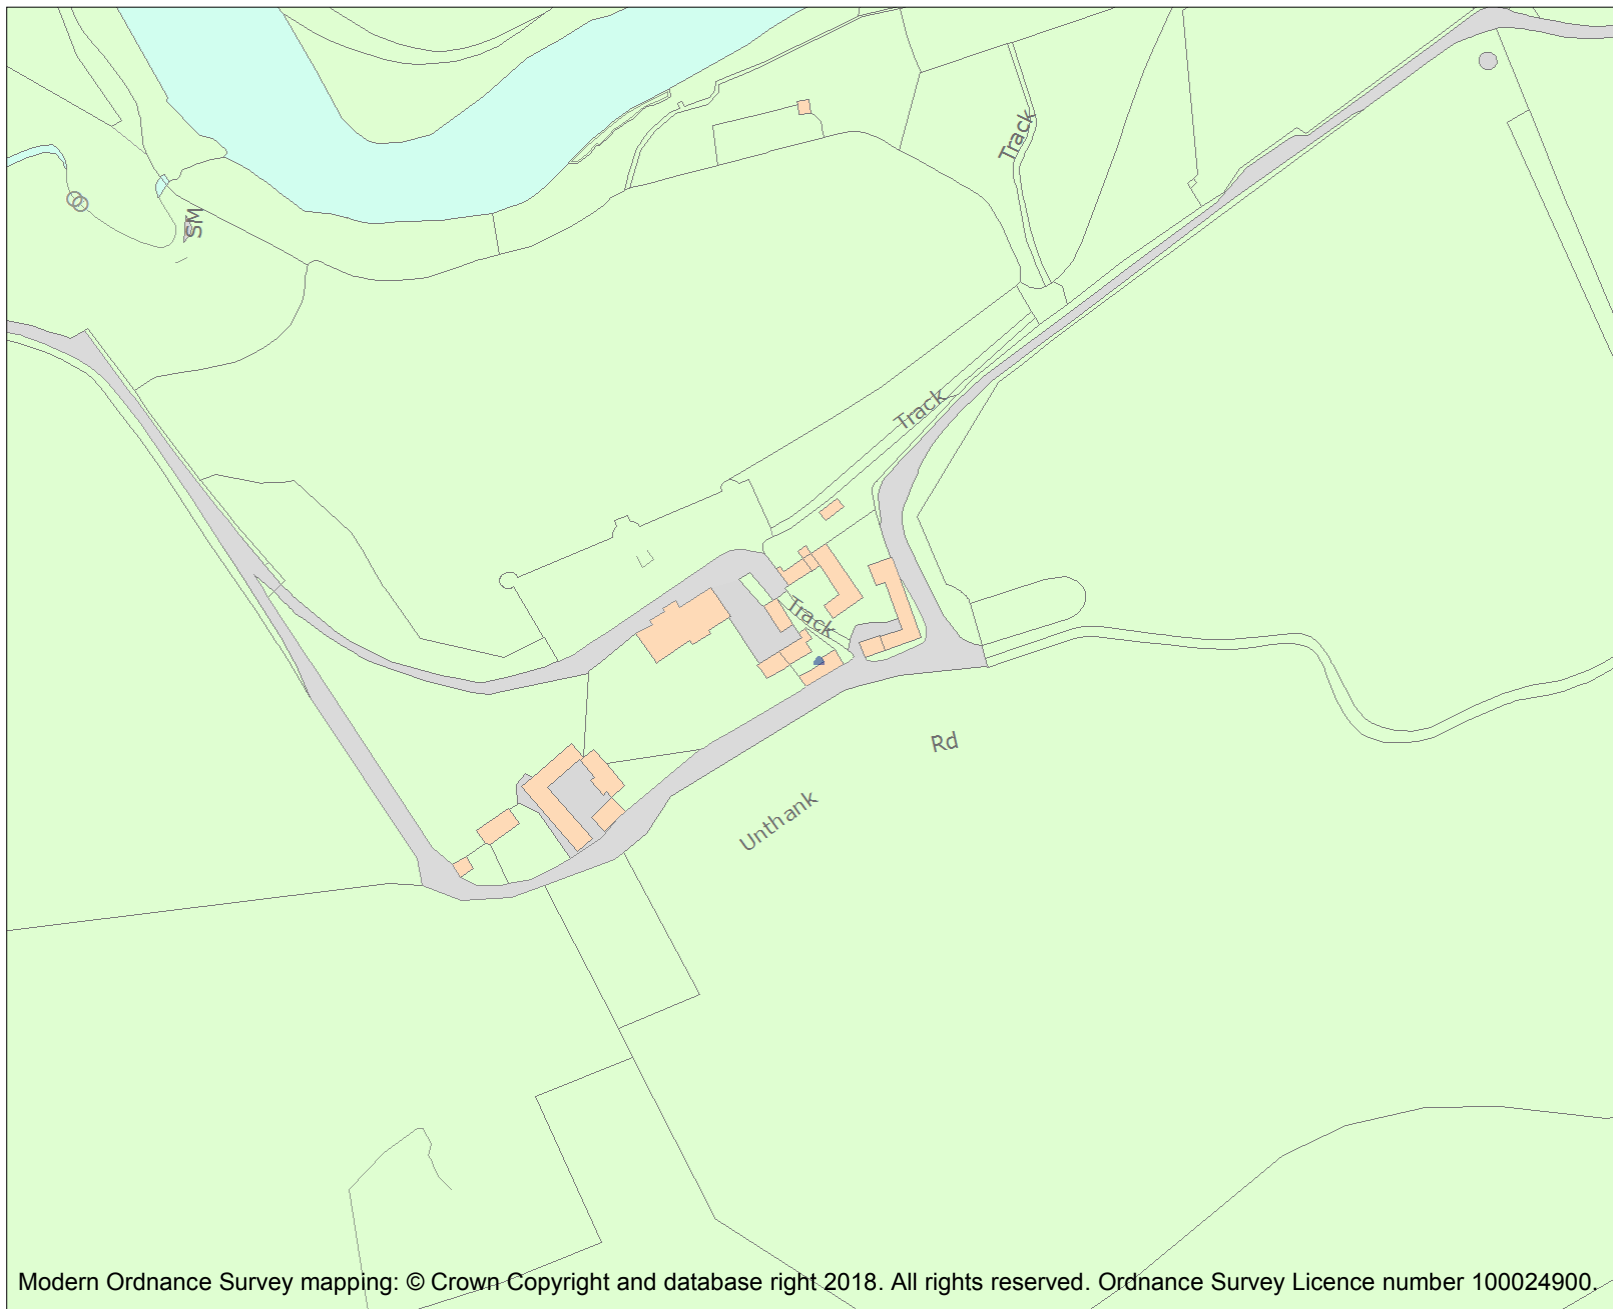 Track
SM
Track
Track
Rd
Unthank
Modern Ordnance Survey mapping: © Crown Copyright and database right 2018. All rights reserved. Ordnance Survey Licence number 100024900.